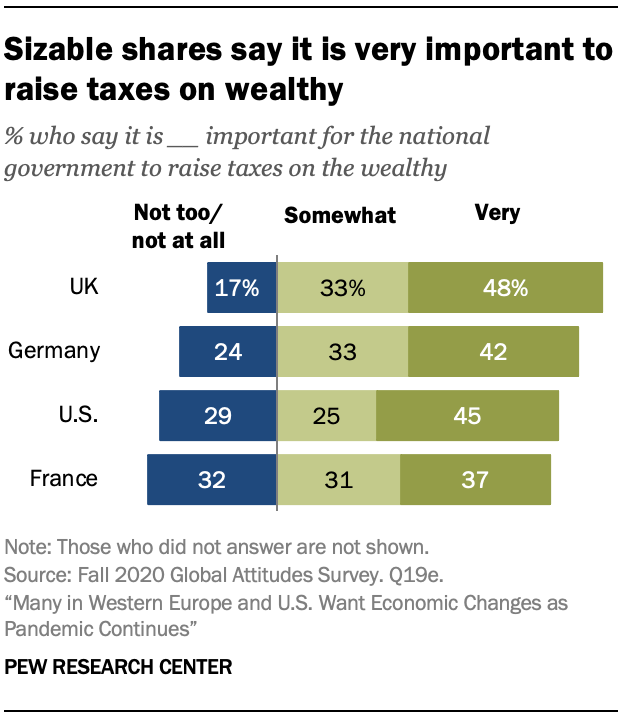 Sizable shares say it is very important to
raise taxes on wealthy
% who say it is __ important for the national
government to raise taxes on the wealthy
Not too/
not at all
Somewhat
Very
UK
17%
33%
48%
Germany
24
33
42
U.S.
29
25
45
France
32
31
37
Note: Those who did not answer are not shown.
Source: Fall 2020 Global Attitudes Survey. Q19e.
“Many in Western Europe and U.S. Want Economic Changes as
Pandemic Continues”
PEW RESEARCH CENTER